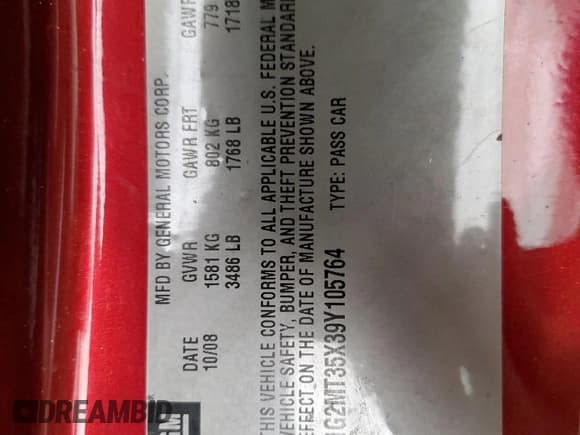 GM
MFD BY GENERAL MOTORS CORP.
DATE GVWR GAWR FRT GAWR
10/08 1581 KG 802 KG 779
3486 LB 1768 LB 1718
THIS VEHICLE CONFORMS TO ALL APPLICABLE U.S. FEDERAL M
VEHICLE SAFETY, BUMPER, AND THEFT PREVENTION STANDAR
EFFECT ON THE DATE OF MANUFACTURE SHOWN ABOVE.
1G2MT35X39Y105764 TYPE: PASS CAR
DREAMBID